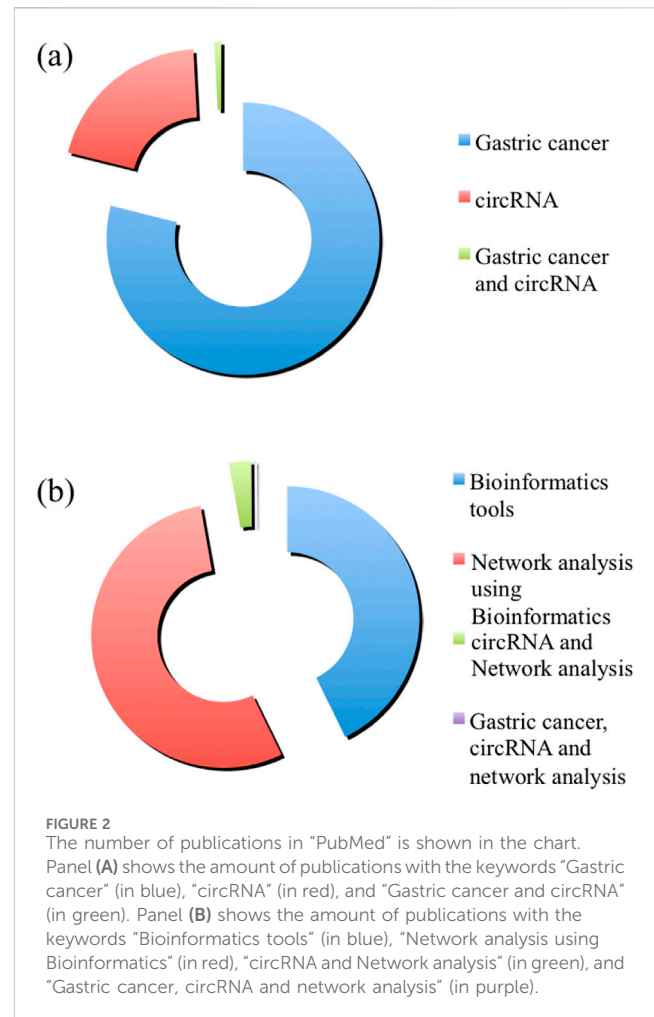 (a)
Gastric cancer
circRNA
Gastric cancer
and circRNA
(b)
Bioinformatics
tools
Network analysis
using
Bioinformatics
circRNA and
Network analysis
Gastric cancer,
circRNA and
network analysis
FIGURE 2
The number of publications in “PubMed” is shown in the chart.
Panel (A) shows the amount of publications with the keywords “Gastric
cancer” (in blue), “circRNA” (in red), and “Gastric cancer and circRNA”
(in green). Panel (B) shows the amount of publications with the
keywords “Bioinformatics tools” (in blue), “Network analysis using
Bioinformatics” (in red), “circRNA and Network analysis” (in green), and
“Gastric cancer, circRNA and network analysis” (in purple).